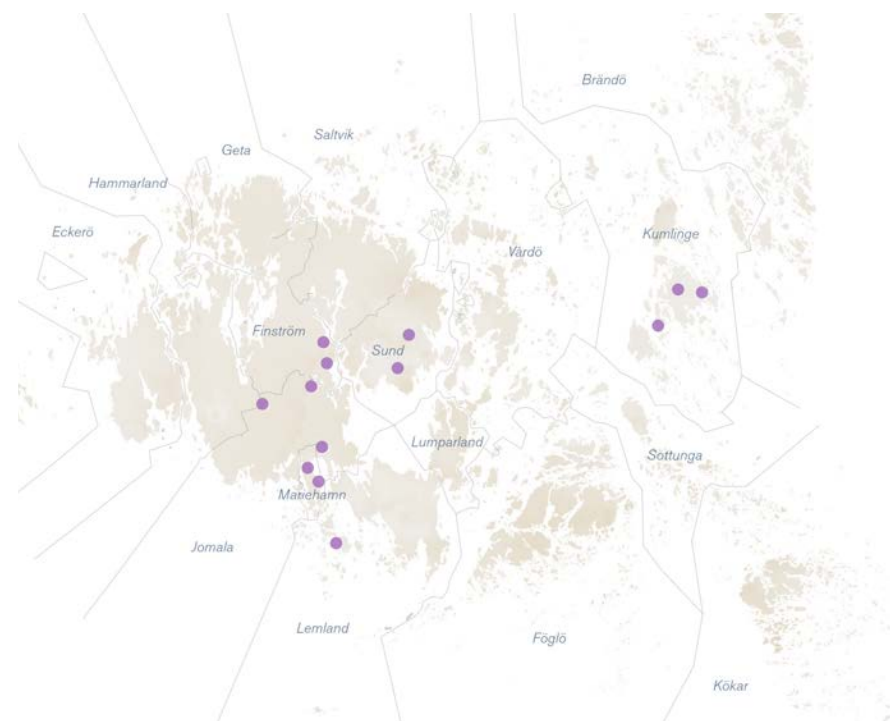 Brändö
Saltvik
Geta
Hammarland
Eckerö
Kumlinge
Vårdö
Finström
Sund
Lumparland
Sottunga
Mariehamn
Jomala
Lemland
Föglö
Kökar